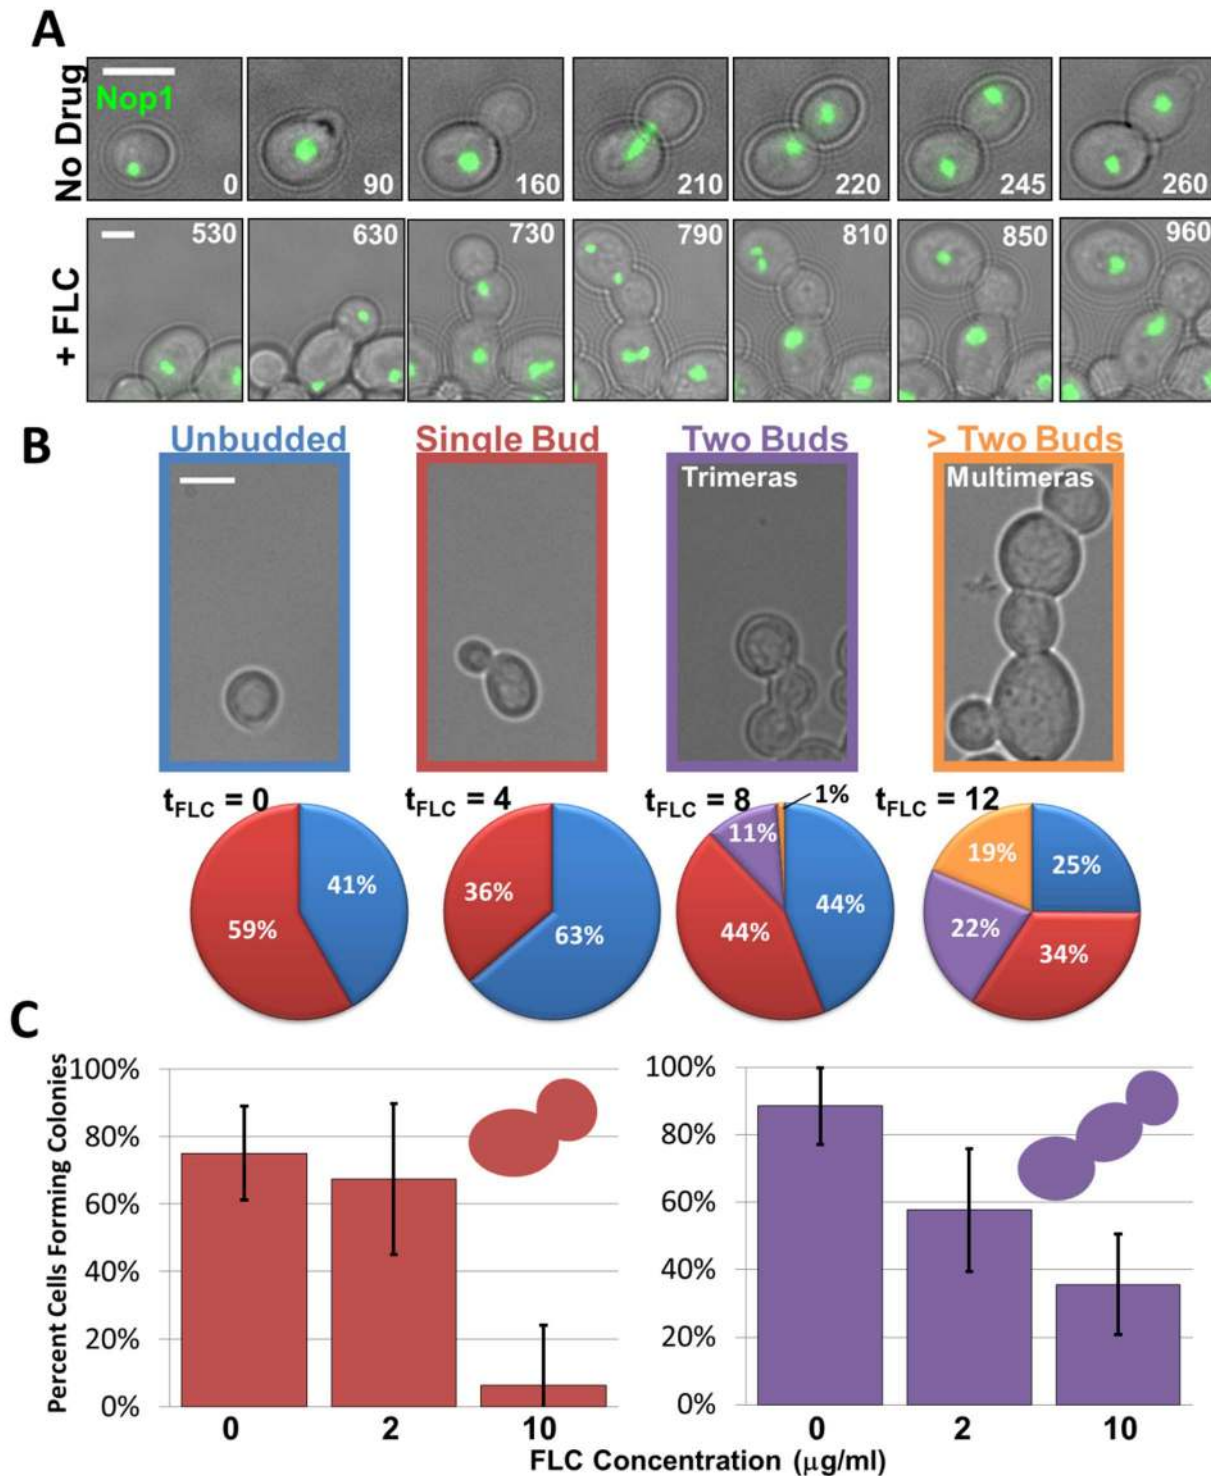 A
No Drug
Nop1
0
90
160
210
220
245
260
+ FLC
530
630
730
790
810
850
960
B
Unbudded
Single Bud
Two Buds
> Two Buds
Trimeras
Multimeras
tFLC = 0
tFLC = 4
tFLC = 8
1%
tFLC = 12
41%
59%
36%
63%
11%
44%
44%
19%
25%
22%
34%
C
Percent Cells Forming Colonies
100%
80%
60%
40%
20%
0%
0
2
10
100%
80%
60%
40%
20%
0%
0
2
10
FLC Concentration (µg/ml)